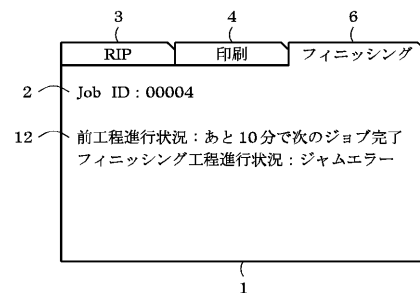 3 4 6
RIP 印刷 フィニッシング
2 Job ID：00004
12 前工程進行状況：あと10分で次のジョブ完了
フィニッシング工程進行状況：ジャムエラー
1